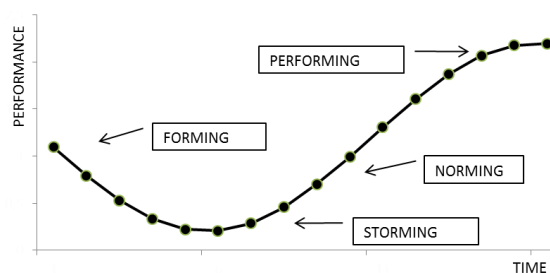 PERFORMANCE
PERFORMING
FORMING
NORMING
STORMING
TIME